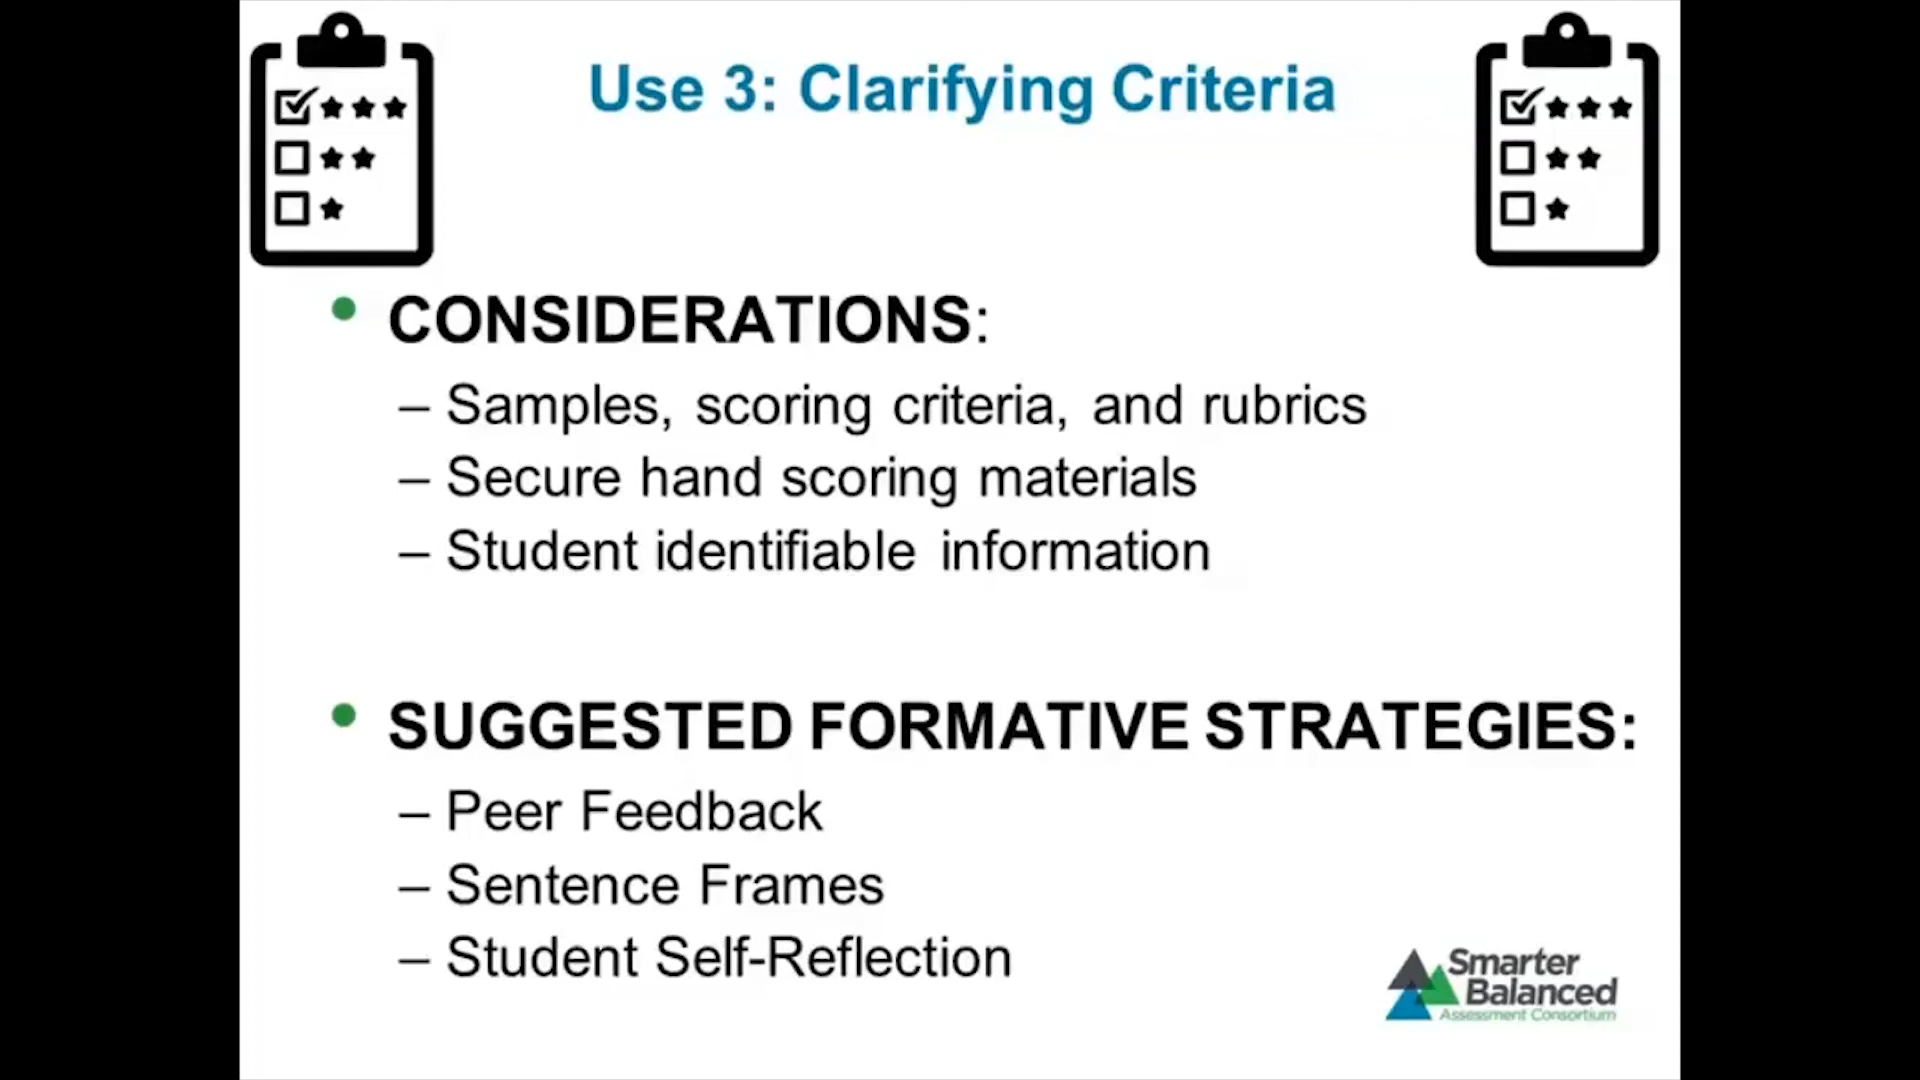 Use 3: Clarifying Criteria
• CONSIDERATIONS:
– Samples, scoring criteria, and rubrics
– Secure hand scoring materials
– Student identifiable information
• SUGGESTED FORMATIVE STRATEGIES:
– Peer Feedback
– Sentence Frames
– Student Self-Reflection
Smarter
Balanced
Assessment Consortium